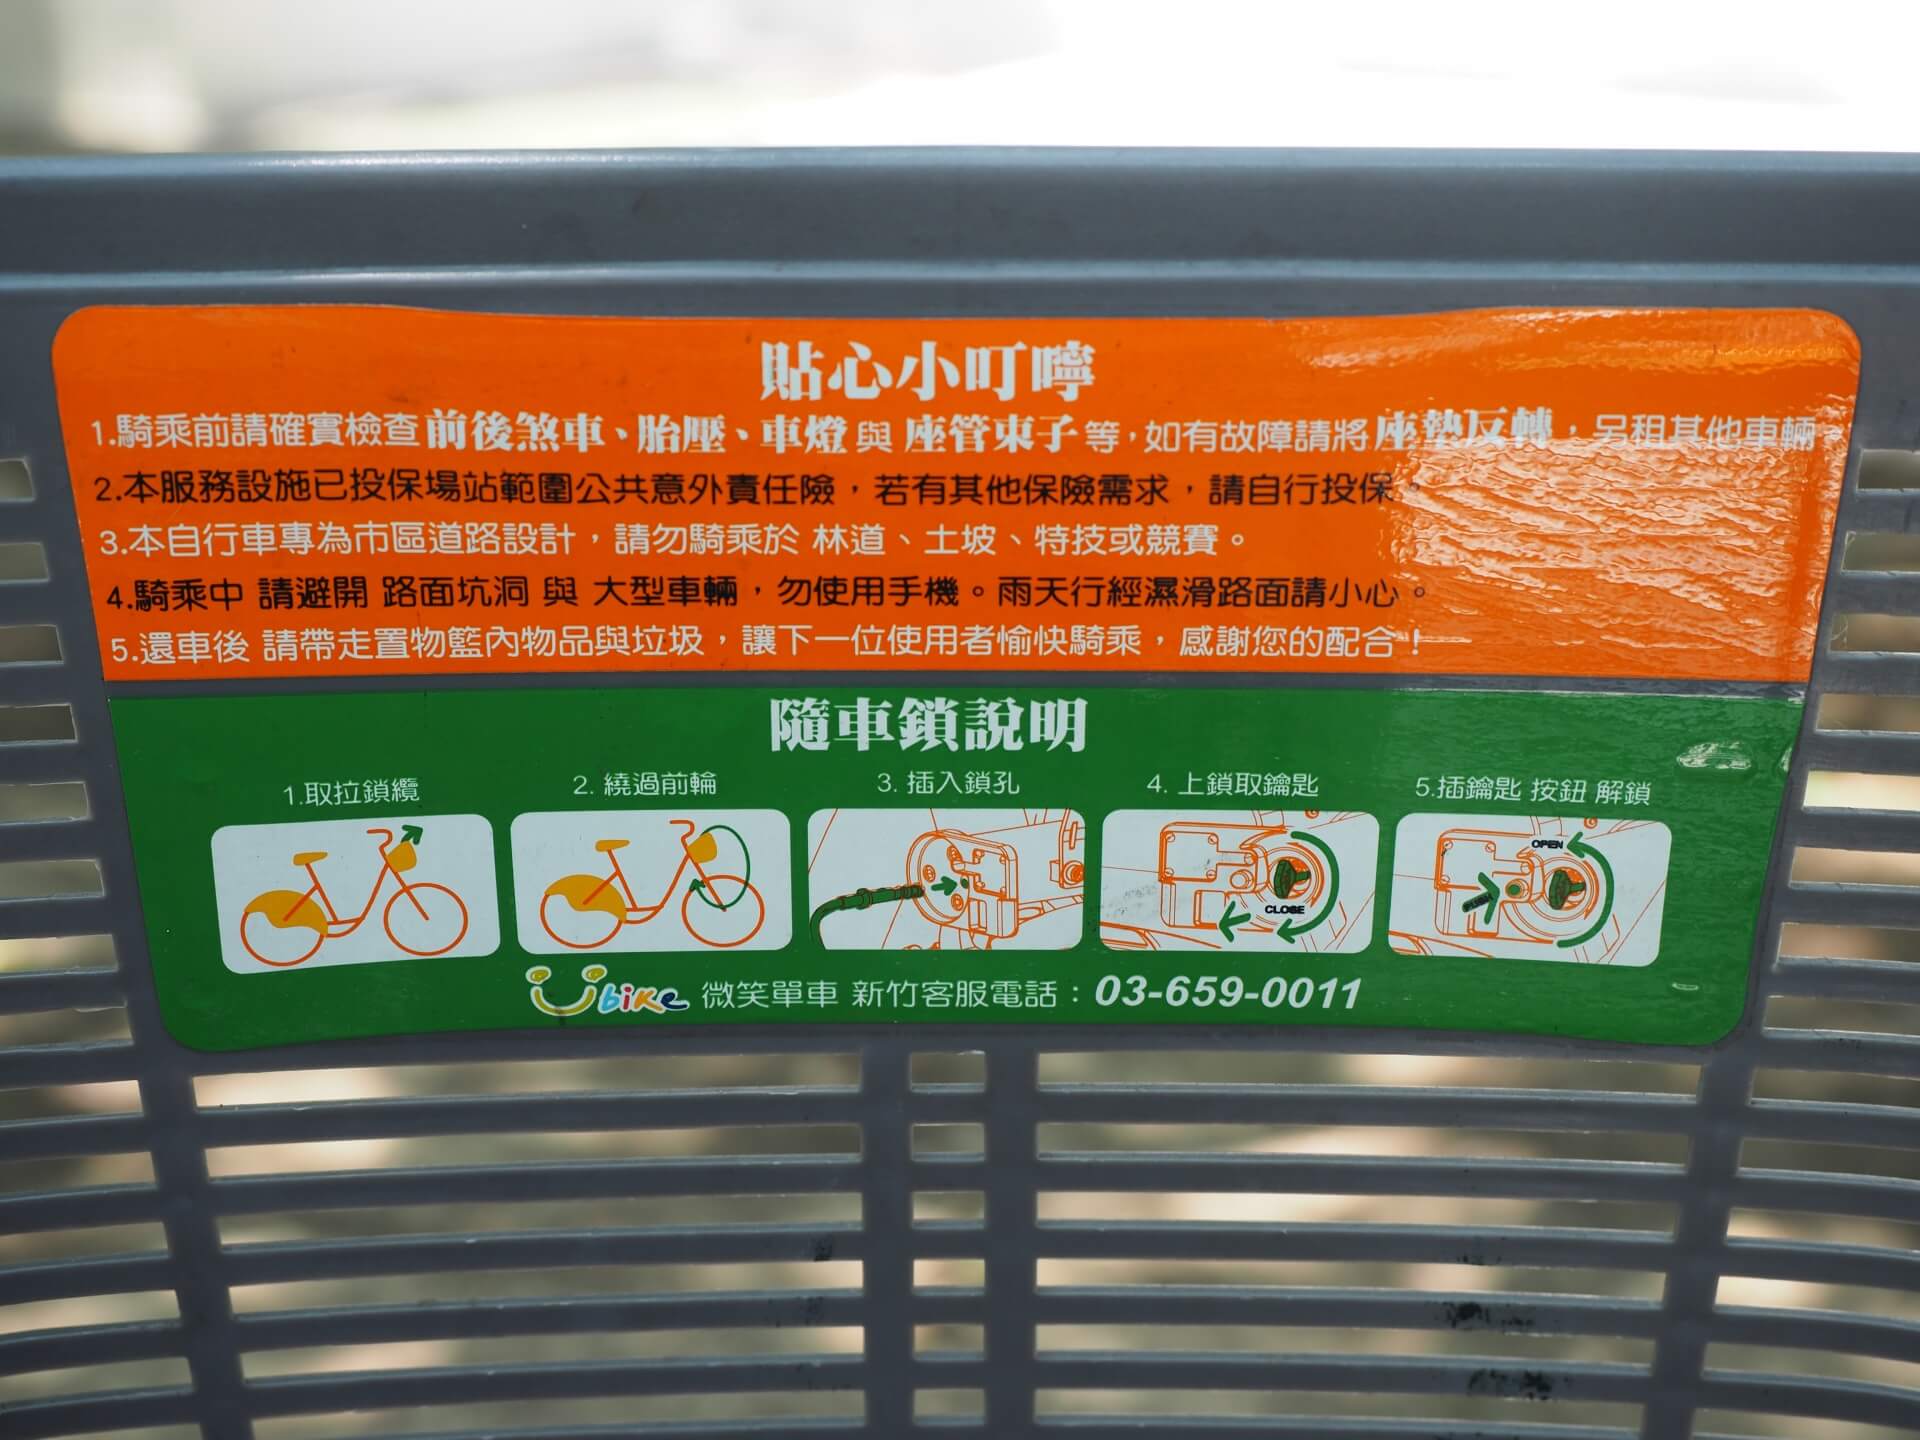 貼心小叮嚀
1.騎乘前請確實檢查前後煞車、胎壓、車燈與座管束子等，如有故障請將座墊反轉，另租其他車輛。
2.本服務設施已投保場站範圍公共意外責任險，若有其他保險需求，請自行投保。
3.本自行車專為市區道路設計，請勿騎乘於 林道、土坡、特技或競賽。
4.騎乘中 請避開 路面坑洞 與 大型車輛，勿使用手機。雨天行經濕滑路面請小心。
5.還車後 請帶走置物籃內物品與垃圾，讓下一位使用者愉快騎乘，感謝您的配合！
隨車鎖說明
1.取拉鎖纜 2. 繞過前輪 3. 插入鎖孔 4. 上鎖取鑰匙 5.插鑰匙 按鈕 解鎖
CLOSE PUSH OPEN
Ubike 微笑單車 新竹客服電話：03-659-0011